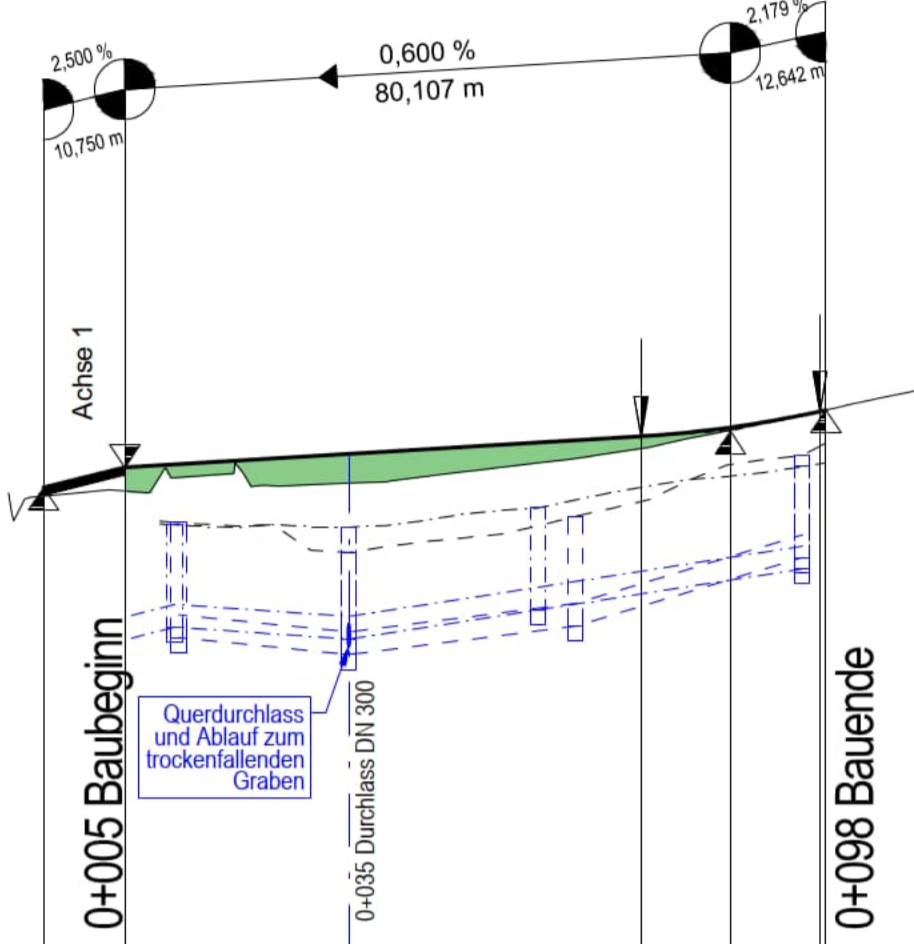 2,179 %
2,500 %
0,600 %
80,107 m
12,642 m
10,750 m
Achse 1
0+005 Baubeginn
Querdurchlass
und Ablauf zum
trockenfallenden
Graben
0+035 Durchlass DN 300
0+098 Bauende